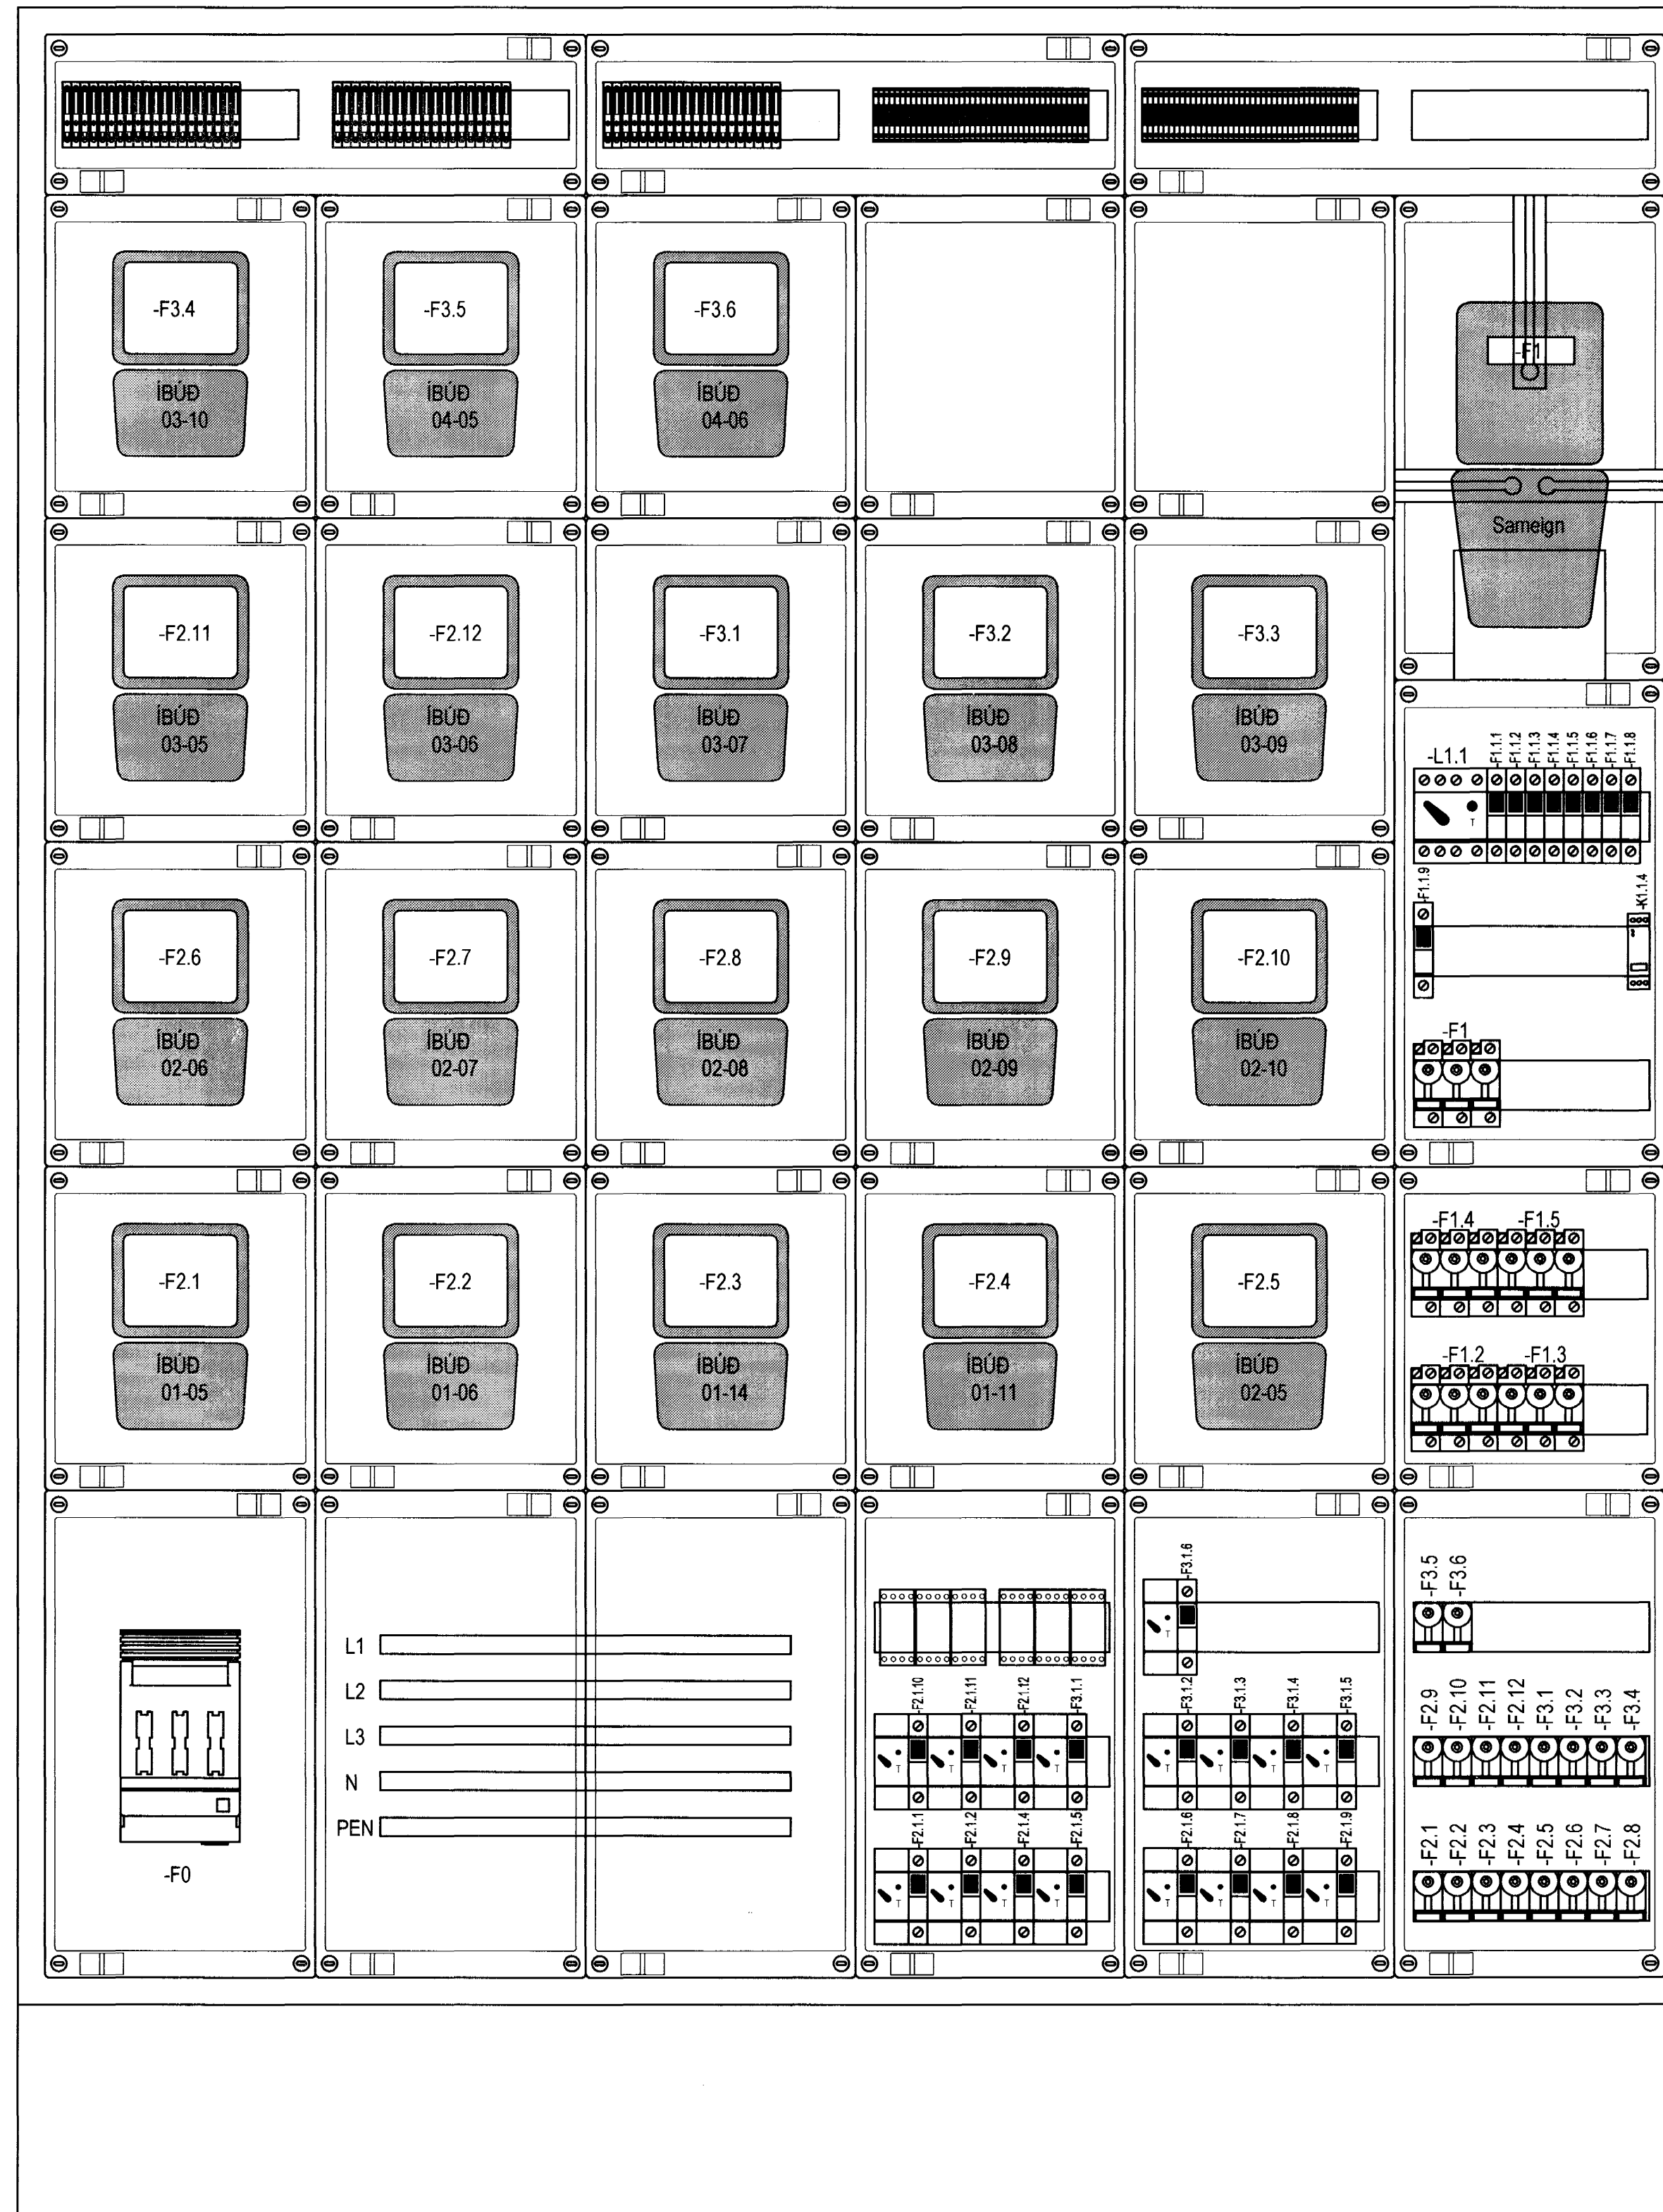 -F3.4
ÍBÚÐ
03-10
-F3.5
ÍBÚÐ
04-05
-F3.6
ÍBÚÐ
04-06
-F1
Sameign
-F2.11
ÍBÚÐ
03-05
-F2.12
ÍBÚÐ
03-06
-F3.1
ÍBÚÐ
03-07
-F3.2
ÍBÚÐ
03-08
-F3.3
ÍBÚÐ
03-09
-L1.1
-F1.1.1
-F1.1.2
-F1.1.3
-F1.1.4
-F1.1.5
-F1.1.6
-F1.1.7
-F1.1.8
T
-F1.1.9
-K1.1.4
-F1
-F2.6
ÍBÚÐ
02-06
-F2.7
ÍBÚÐ
02-07
-F2.8
ÍBÚÐ
02-08
-F2.9
ÍBÚÐ
02-09
-F2.10
ÍBÚÐ
02-10
-F2.1
ÍBÚÐ
01-05
-F2.2
ÍBÚÐ
01-06
-F2.3
ÍBÚÐ
01-14
-F2.4
ÍBÚÐ
01-11
-F2.5
ÍBÚÐ
02-05
-F1.4 -F1.5
-F1.2 -F1.3
-F0
L1
L2
L3
N
PEN
-F2.1.10
-F2.1.11
-F2.1.12
-F3.1.1
T T T T
-F2.1.1
-F2.1.2
-F2.1.4
-F2.1.5
T T T T
-F3.1.6
T
-F3.1.2
-F3.1.3
-F3.1.4
-F3.1.5
T T T T
-F2.1.6
-F2.1.7
-F2.1.8
-F2.1.9
T T T T
-F3.5
-F3.6
-F2.9
-F2.10
-F2.11
-F2.12
-F3.1
-F3.2
-F3.3
-F3.4
-F2.1
-F2.2
-F2.3
-F2.4
-F2.5
-F2.6
-F2.7
-F2.8